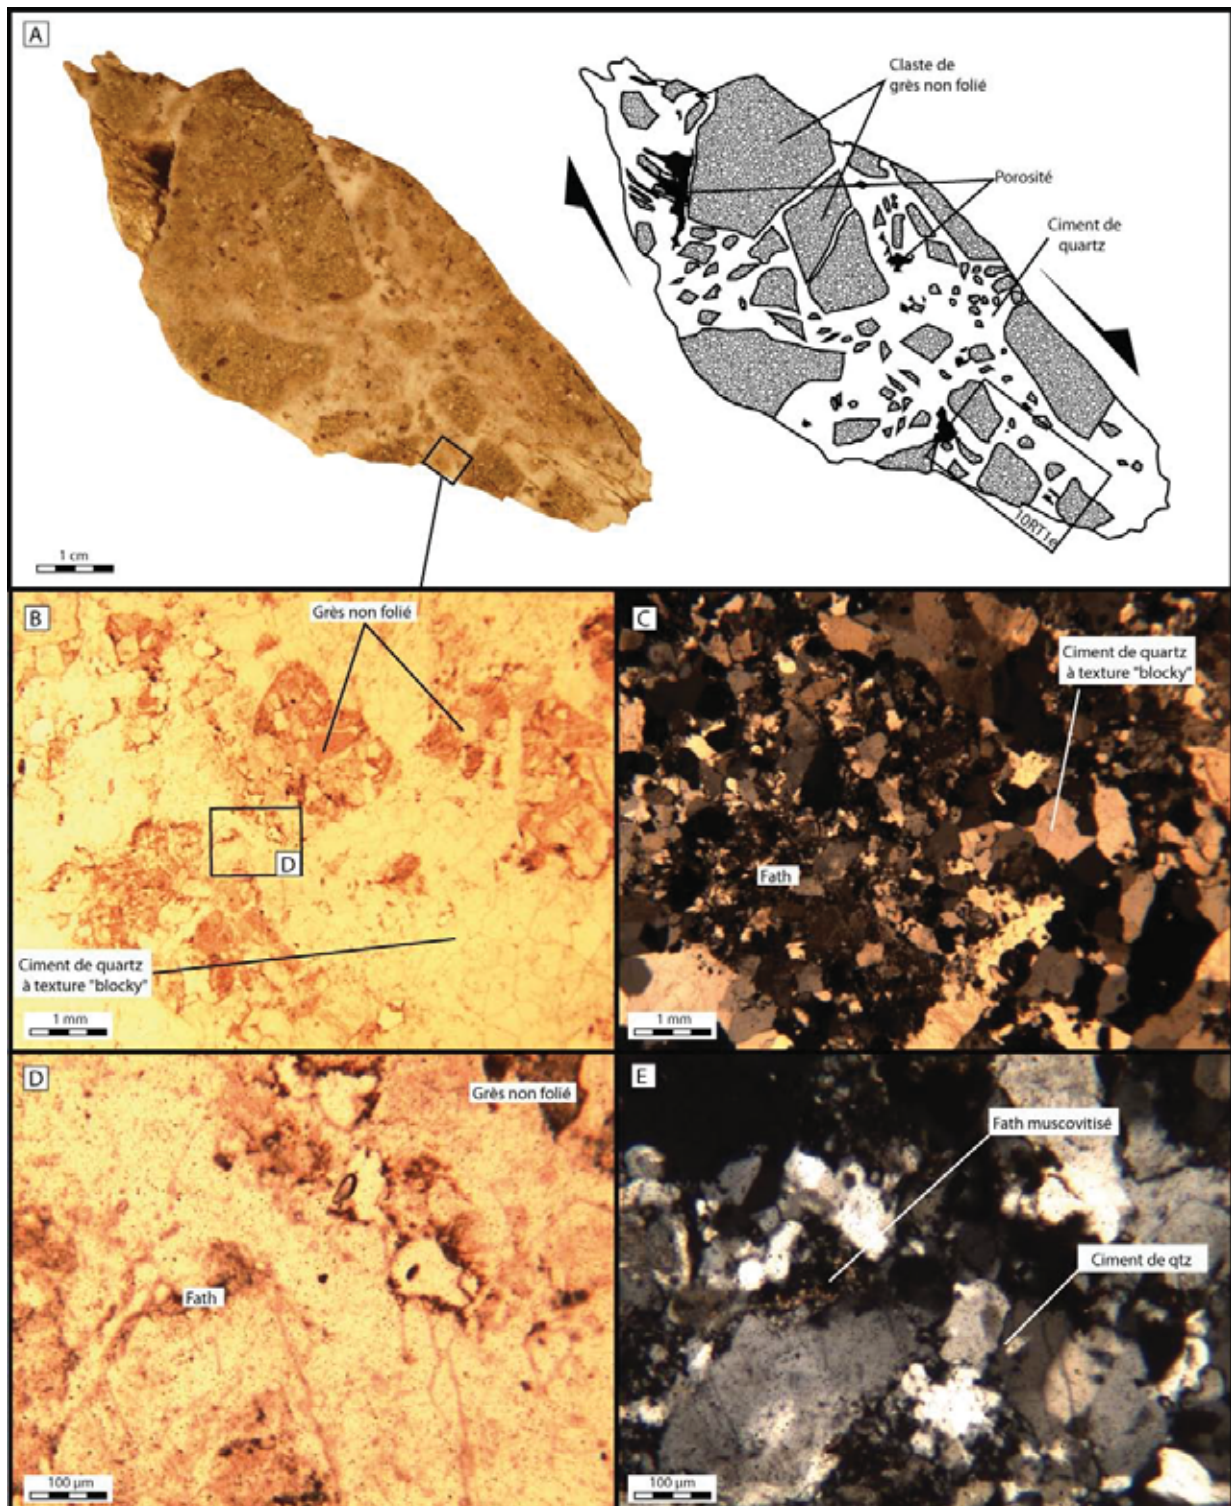 A
Claste de
grès non folié
Porosité
Ciment de
quartz
10RT1e
1 cm
B
Grès non folié
D
Ciment de quartz
à texture "blocky"
1 mm
C
Ciment de quartz
à texture "blocky"
Fath
1 mm
D
Grès non folié
Fath
100 µm
E
Fath muscovitisé
Ciment de qtz
100 µm